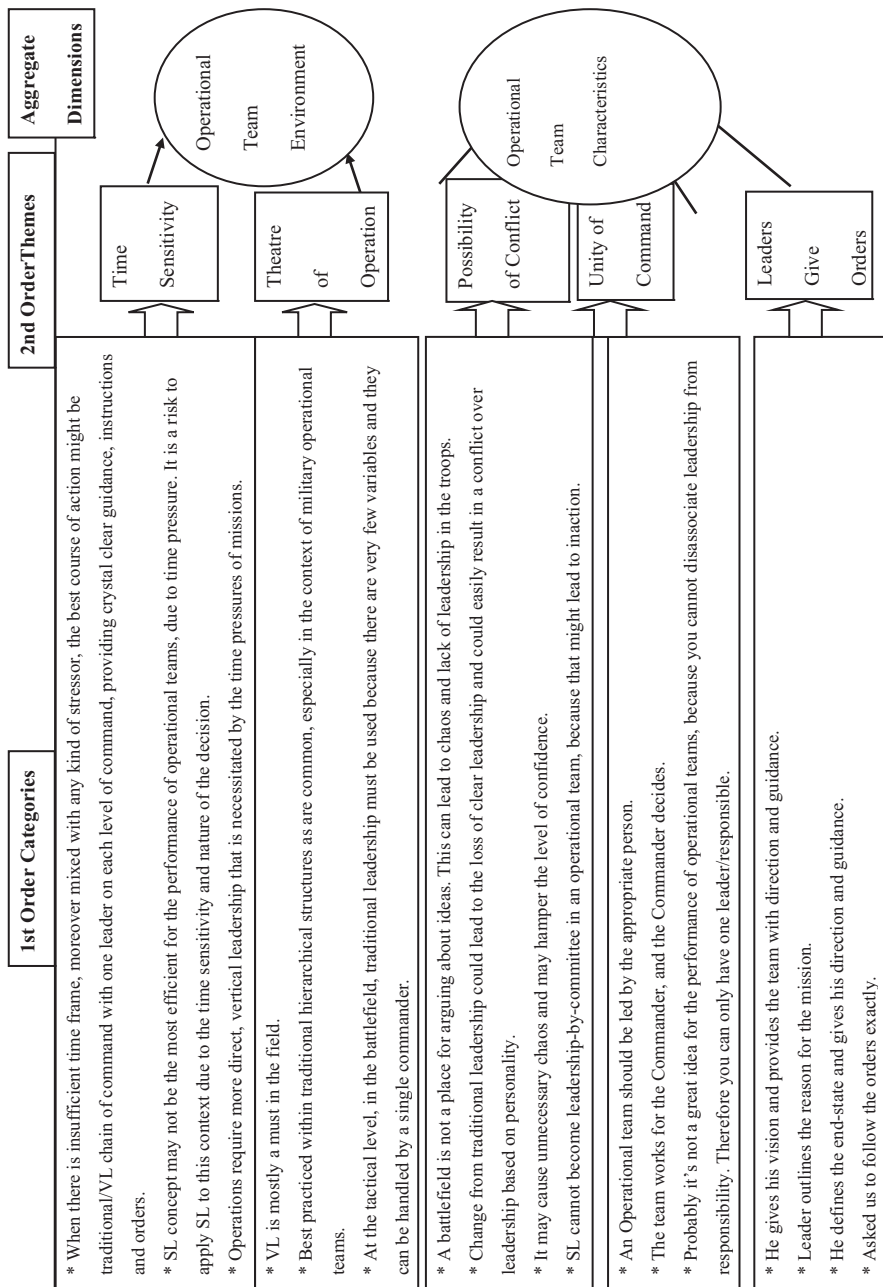 1st Order Categories
2nd OrderThemes
Aggregate
Dimensions
* When there is insufficient time frame, moreover mixed with any kind of stressor, the best course of action might be
traditional/VL chain of command with one leader on each level of command, providing crystal clear guidance, instructions
and orders.
* SL concept may not be the most efficient for the performance of operational teams, due to time pressure. It is a risk to
apply SL to this context due to the time sensitivity and nature of the decision.
*Operations require more direct, vertical leadership that is necessitated by the time pressures of missions.
Time
Sensitivity
* VL is mostly a must in the field.
* Best practiced within traditional hierarchical structures as are common, especially in the context of military operational
teams.
* At the tactical level, in the battlefield, traditional leadership must be used because there are very few variables and they
can be handled by a single commander.
Theatre
of
Operation
Operational
Team
Environment
* A battlefield is not a place for arguing about ideas. This can lead to chaos and lack of leadership in the troops.
* Change from traditional leadership could lead to the loss of clear leadership and could easily result in a conflict over
leadership based on personality.
* It may cause unnecessary chaos and may hamper the level of confidence.
* SL cannot become leadership-by-committee in an operational team, because that might lead to inaction.
Possibility
of Conflict
* An Operational team should be led by the appropriate person.
* The team works for the Commander, and the Commander decides.
* Probably it’s not a great idea for the performance of operational teams, because you cannot disassociate leadership from
responsibility. Therefore you can only have one leader/responsible.
Unity of
Command
* He gives his vision and provides the team with direction and guidance.
* Leader outlines the reason for the mission.
* He defines the end-state and gives his direction and guidance.
* Asked us to follow the orders exactly.
Leaders
Give
Orders
Operational
Team
Characteristics